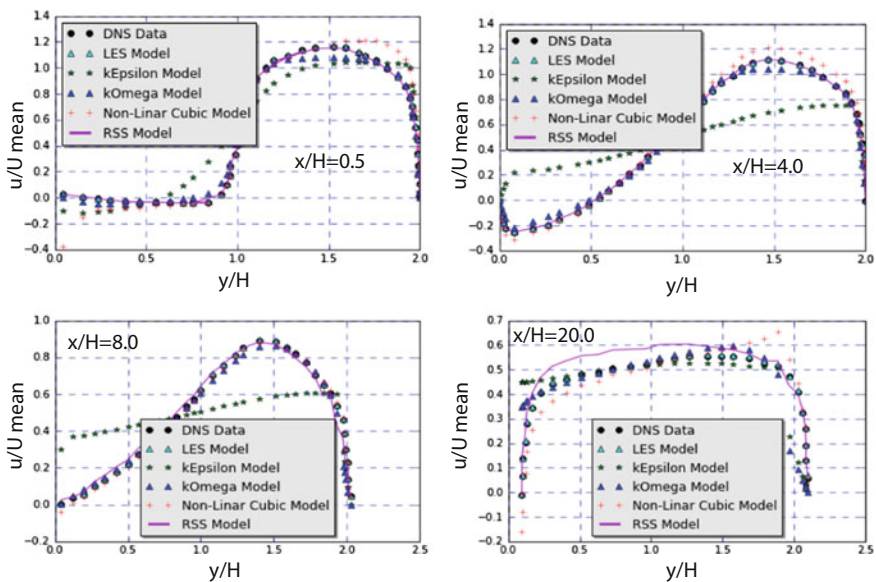 1.4
1.2
1.0
0.8
0.6
0.4
0.2
0.0
−0.2
−0.4
u/U mean
DNS Data
LES Model
kEpsilon Model
kOmega Model
Non-Linar Cubic Model
RSS Model
x/H=0.5
0.0 0.5 1.0 1.5 2.0
y/H
1.4
1.2
1.0
0.8
0.6
0.4
0.2
0.0
−0.2
−0.4
u/U mean
DNS Data
LES Model
kEpsilon Model
kOmega Model
Non-Linar Cubic Model
RSS Model
x/H=4.0
0.0 0.5 1.0 1.5 2.0
y/H
1.0
0.8
0.6
0.4
0.2
0.0
−0.2
u/U mean
x/H=8.0
DNS Data
LES Model
kEpsilon Model
kOmega Model
Non-Linar Cubic Model
RSS Model
0.0 0.5 1.0 1.5 2.0 2.5
y/H
0.7
0.6
0.5
0.4
0.3
0.2
0.1
0.0
−0.1
−0.2
u/U mean
x/H=20.0
DNS Data
LES Model
kEpsilon Model
kOmega Model
Non-Linar Cubic Model
RSS Model
0.0 0.5 1.0 1.5 2.0 2.5
y/H